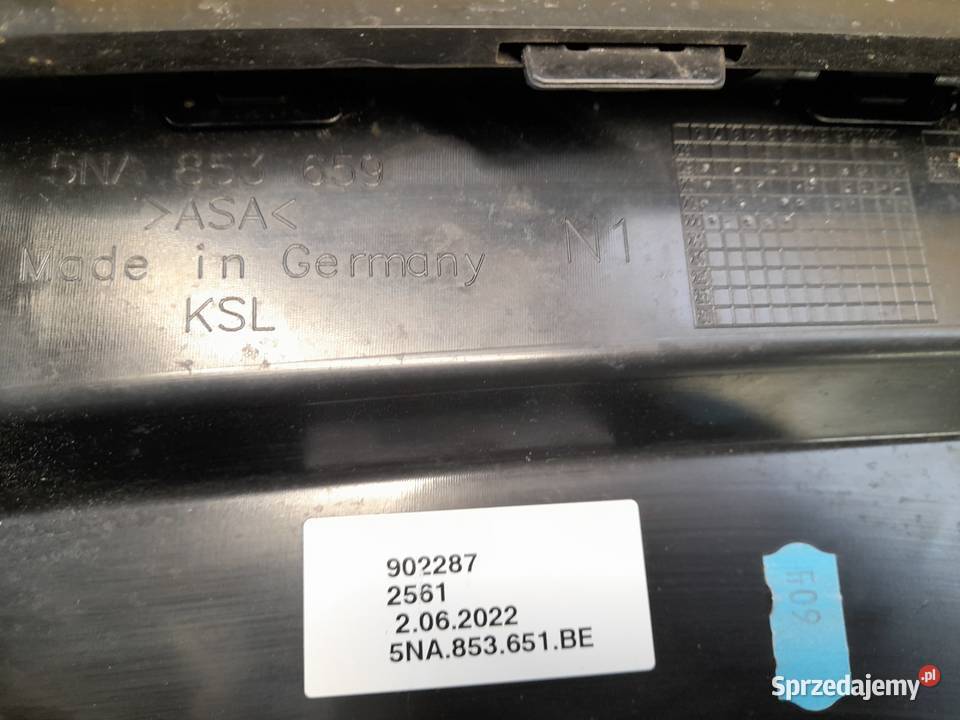 5NA 853 659
>ASA<
Made in Germany
KSL
N1
902287
2561
2.06.2022
5NA.853.651.BE
Sprzedajemy.pl